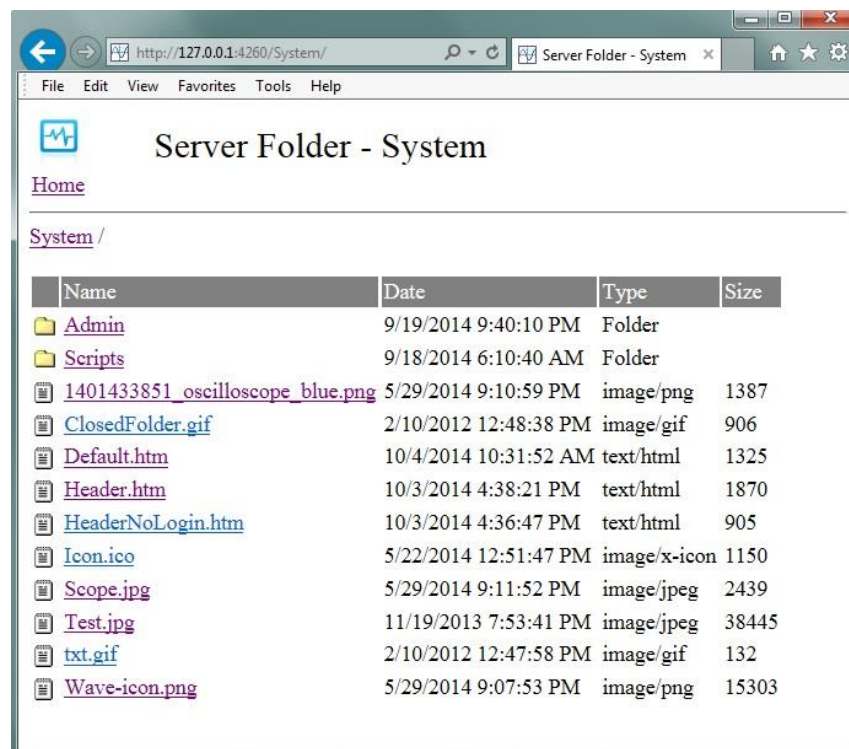 http://127.0.0.1:4260/System/
Server Folder - System
File Edit View Favorites Tools Help
Server Folder - System
Home
System /
Name Date Type Size
Admin 9/19/2014 9:40:10 PM Folder
Scripts 9/18/2014 6:10:40 AM Folder
1401433851_oscilloscope_blue.png 5/29/2014 9:10:59 PM image/png 1387
ClosedFolder.gif 2/10/2012 12:48:38 PM image/gif 906
Default.htm 10/4/2014 10:31:52 AM text/html 1325
Header.htm 10/3/2014 4:38:21 PM text/html 1870
HeaderNoLogin.htm 10/3/2014 4:36:47 PM text/html 905
Icon.ico 5/22/2014 12:51:47 PM image/x-icon 1150
Scope.jpg 5/29/2014 9:11:52 PM image/jpeg 2439
Test.jpg 11/19/2013 7:53:41 PM image/jpeg 38445
txt.gif 2/10/2012 12:47:58 PM image/gif 132
Wave-icon.png 5/29/2014 9:07:53 PM image/png 15303